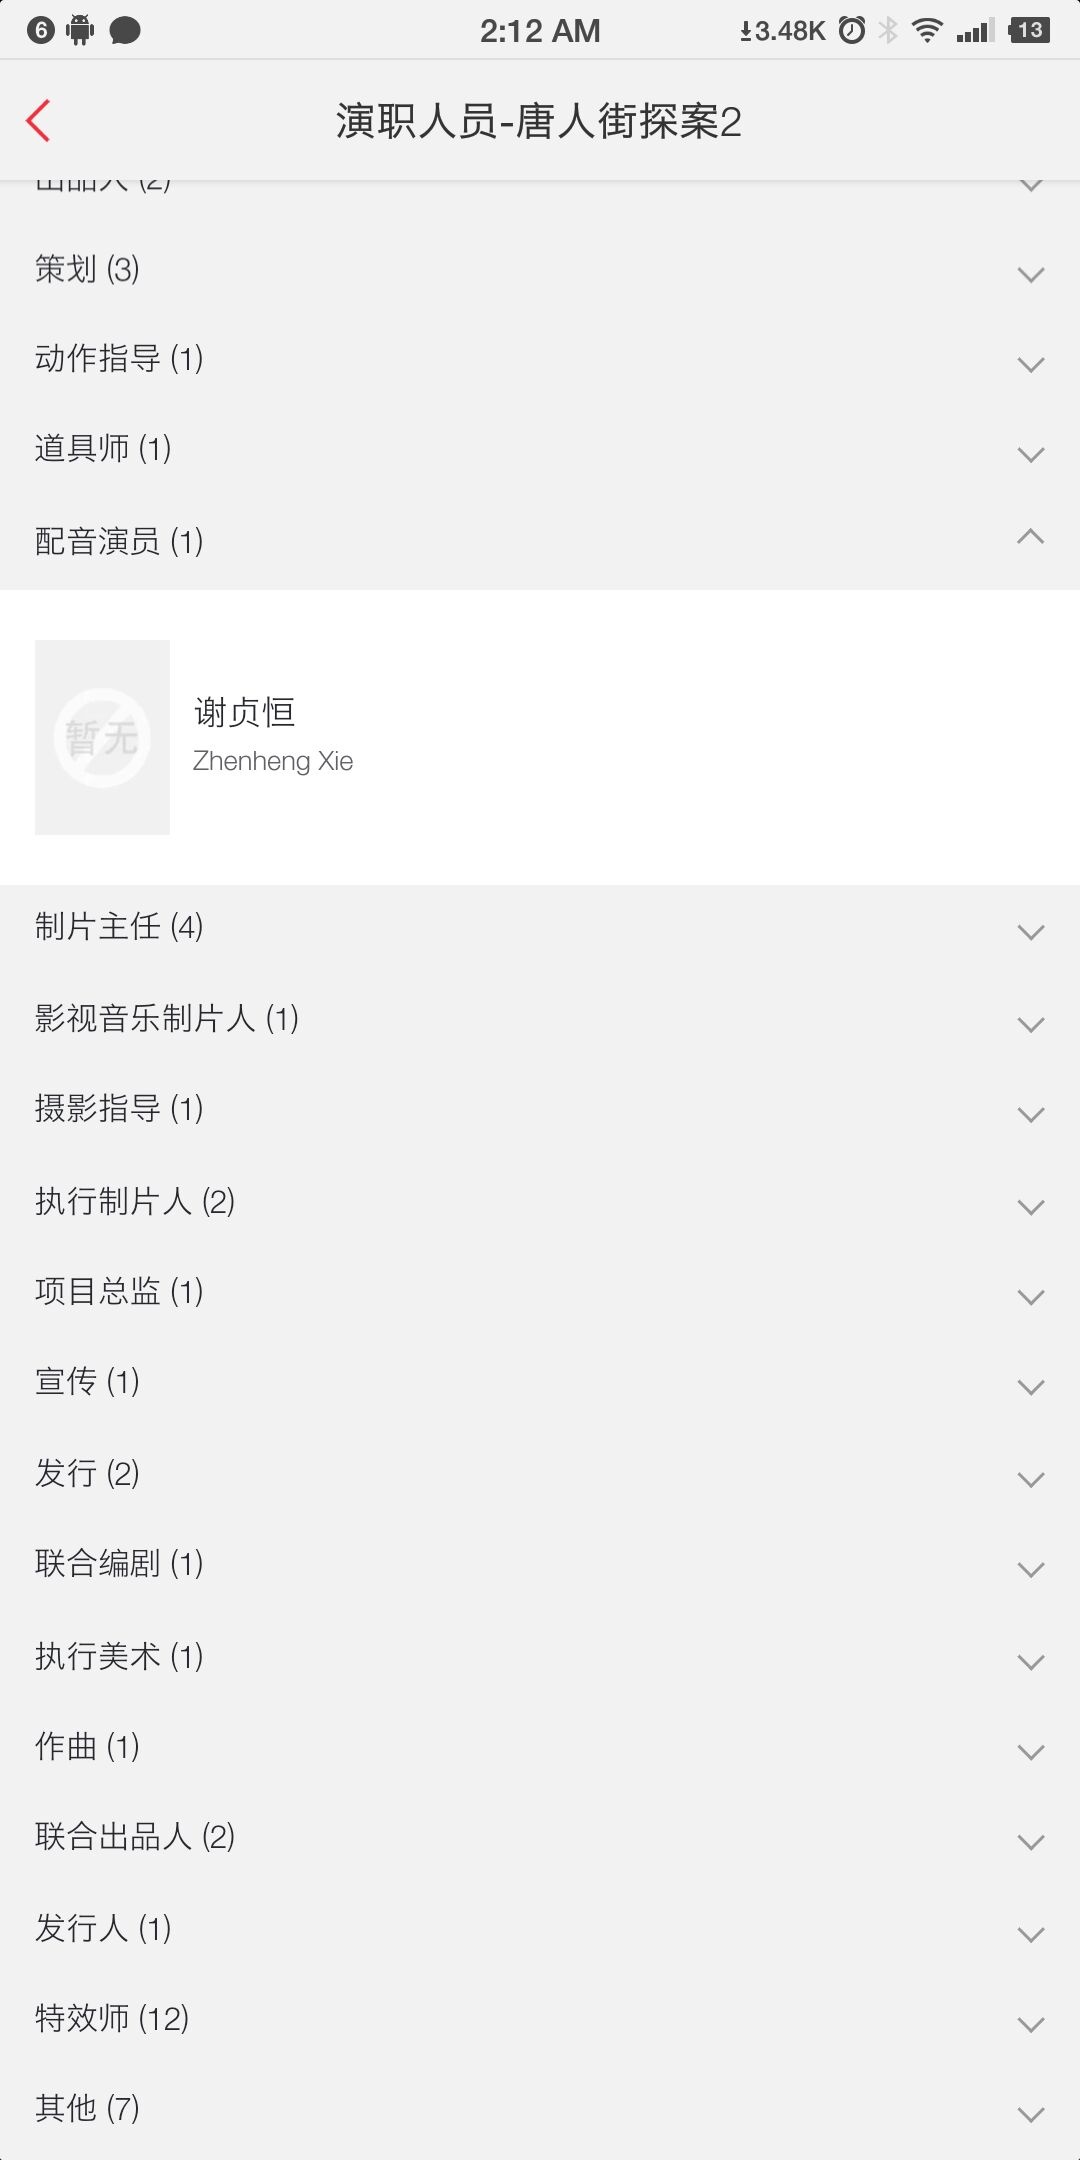 6
2:12 AM
3.48K
13
演职人员-唐人街探案2
出品人 (2)
策划 (3)
动作指导 (1)
道具师 (1)
配音演员 (1)
暂无
谢贞恒
Zhenheng Xie
制片主任 (4)
影视音乐制片人 (1)
摄影指导 (1)
执行制片人 (2)
项目总监 (1)
宣传 (1)
发行 (2)
联合编剧 (1)
执行美术 (1)
作曲 (1)
联合出品人 (2)
发行人 (1)
特效师 (12)
其他 (7)